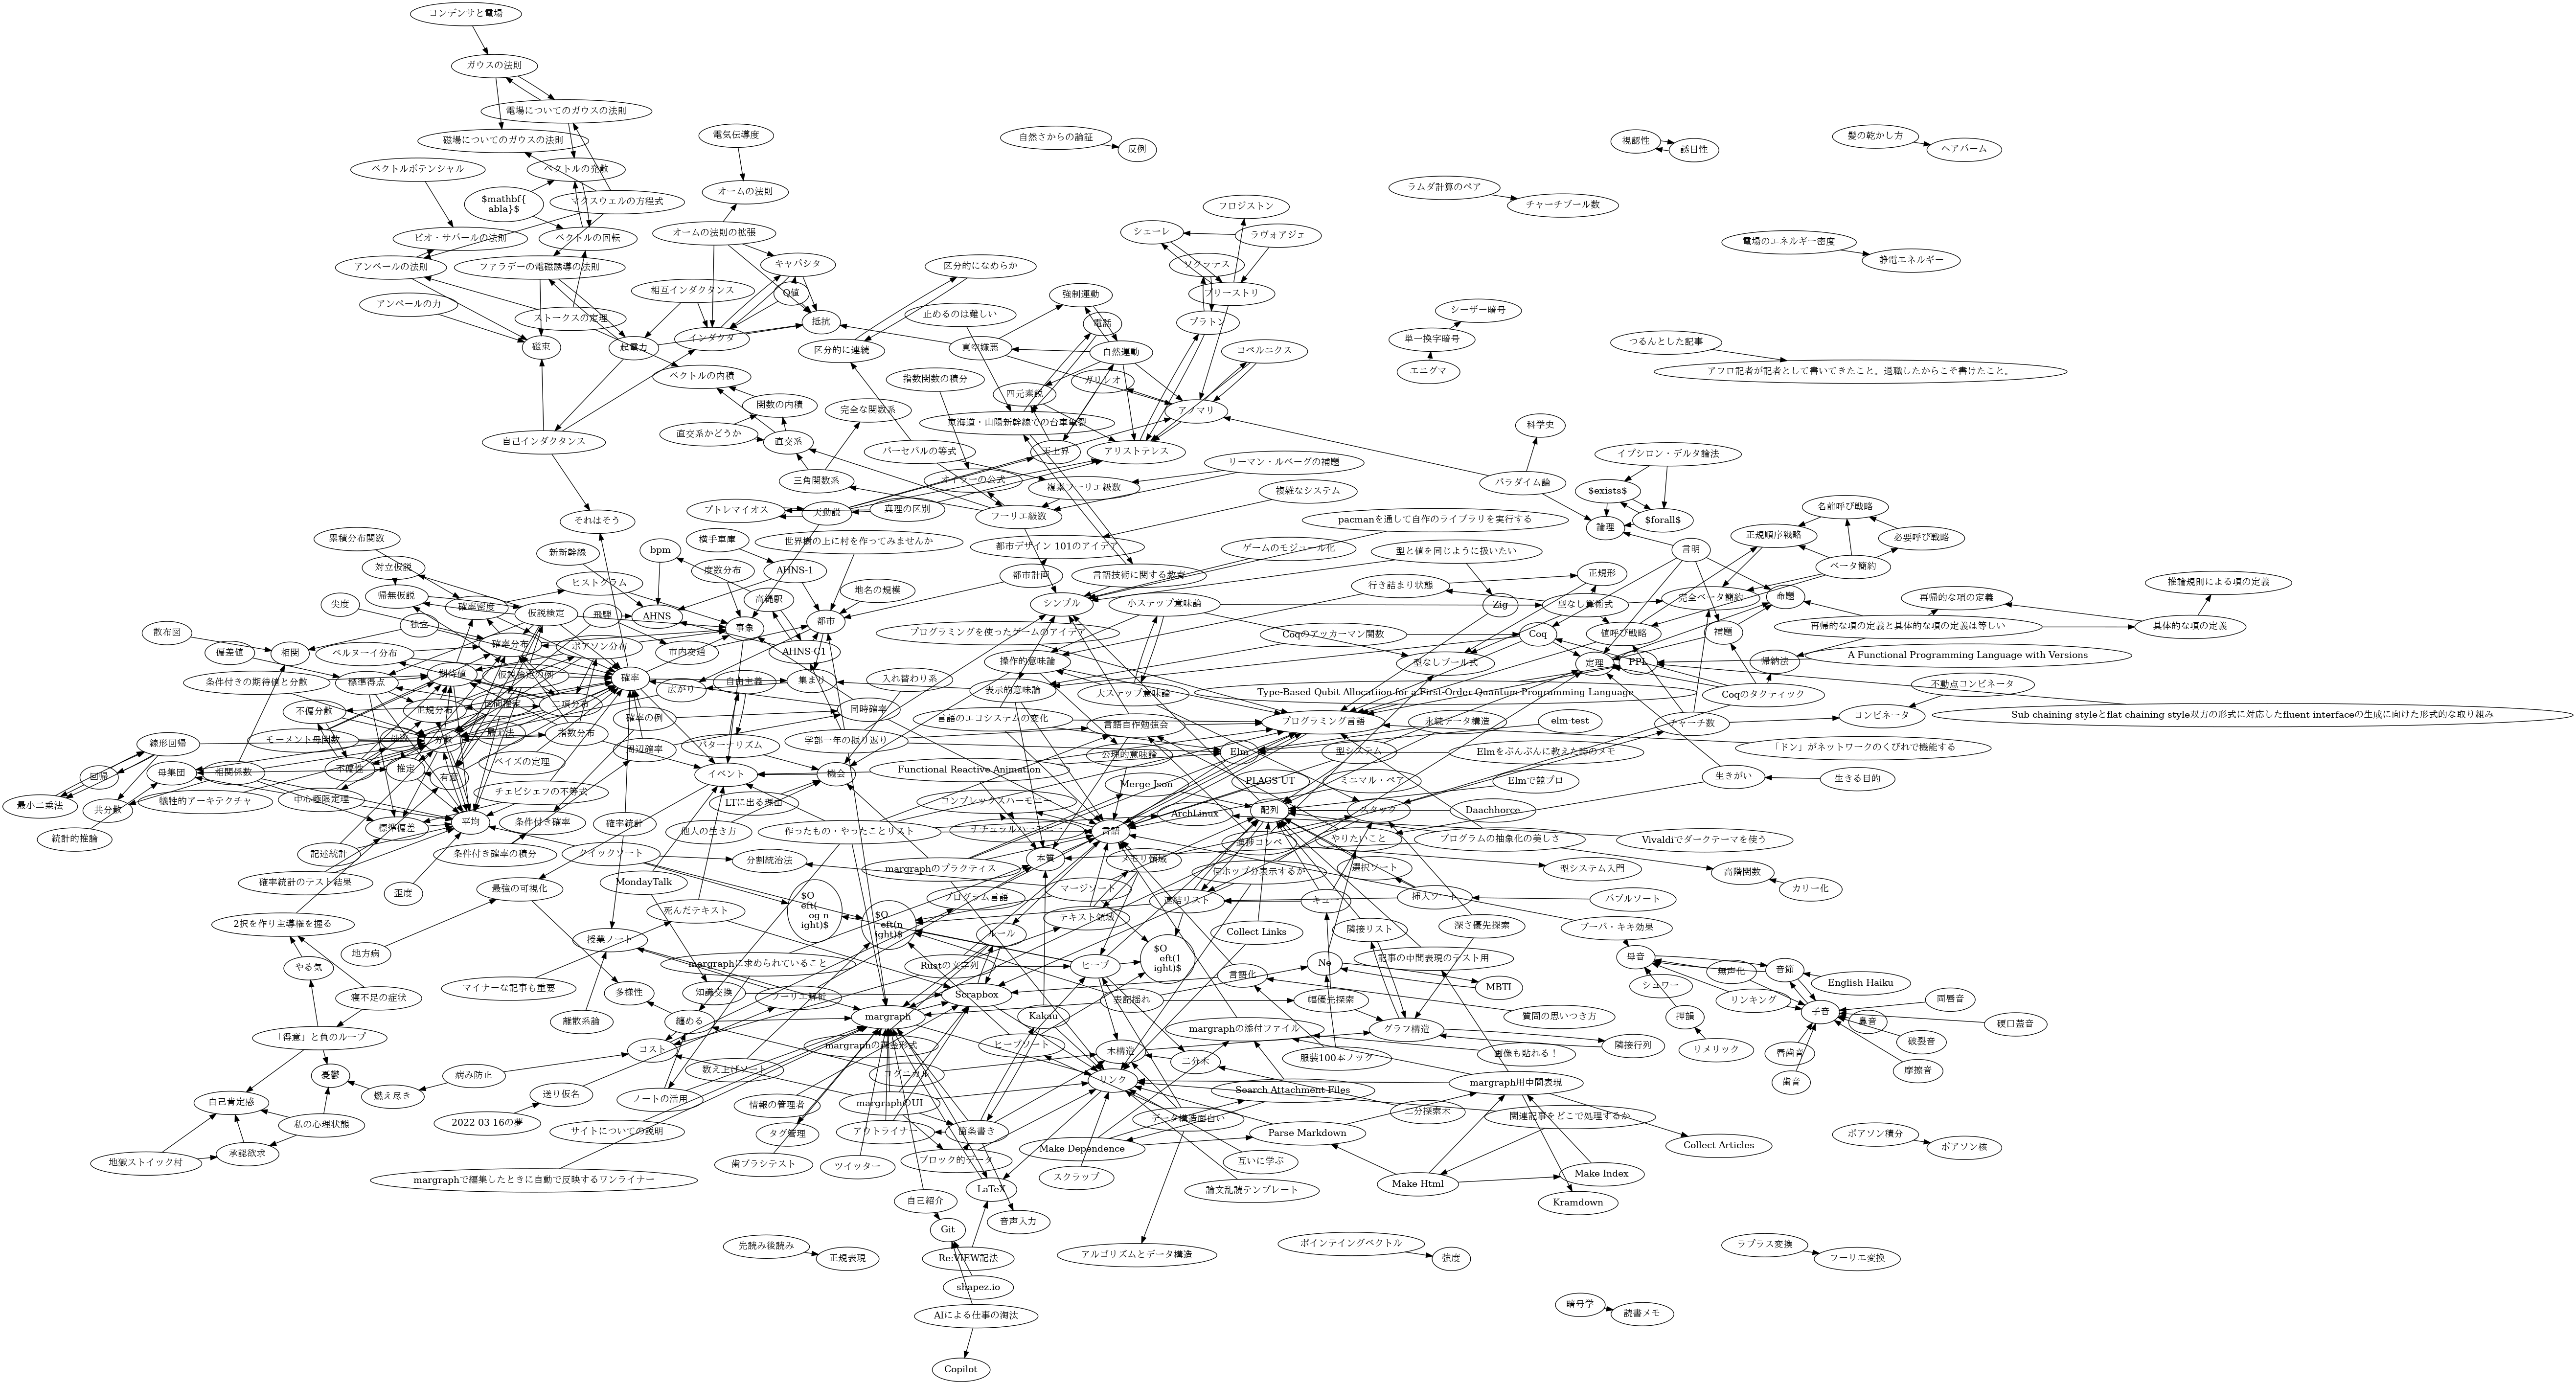 コンデンサと電場
ガウスの法則
電場についてのガウスの法則
磁場についてのガウスの法則
電気伝導度
自然さからの論証
反例
視認性
誘目性
髪の乾かし方
ヘアバーム
ベクトルポテンシャル
ベクトルの発散
$mathbf{
abla}$
マクスウェルの方程式
オームの法則
ラムダ計算のペア
チャーチブール数
フロジストン
ビオ・サバールの法則
ベクトルの回転
オームの法則の拡張
シェーレ
ラヴォアジェ
電場のエネルギー密度
静電エネルギー
アンペールの法則
ファラデーの電磁誘導の法則
キャパシタ
区分的になめらか
ソクラテス
アンペールの力
相互インダクタンス
Q値
強制運動
プリーストリ
ストークスの定理
抵抗
止めるのは難しい
電話
プラトン
シーザー暗号
単一換字暗号
エニグマ
つるんとした記事
アフロ記者が記者として書いてきたこと。退職したからこそ書けたこと。
磁束
起電力
インダクタ
区分的に連続
真空嫌悪
自然運動
コペルニクス
ベクトルの内積
指数関数の積分
四元素説
ガリレオ
関数の内積
完全な関数系
アノマリ
東海道・山陽新幹線での台車亀裂
自己インダクタンス
直交系かどうか
直交系
パーセバルの等式
天上界
アリストテレス
科学史
イプシロン・デルタ論法
三角関数系
オイラーの公式
複素フーリエ級数
リーマン・ルベーグの補題
パラダイム論
$exists$
$forall$
論理
名前呼び戦略
正規順序戦略
必要呼び戦略
プトレマイオス
天動説
真理の区別
フーリエ級数
複雑なシステム
それはそう
累積分布関数
新新幹線
bpm
横手車庫
世界樹の上に村を作ってみませんか
都市デザイン 101のアイデア
pacmanを通して自作のライブラリを実行する
ゲームのモジュール化
型と値を同じように扱いたい
言明
ベータ簡約
対立仮説
帰無仮説
ヒストグラム
度数分布
AHNS-1
都市計画
言語技術に関する教育
行き詰まり状態
正規形
推論規則による項の定義
尖度
確率密度
仮説検定
飛騨
AHNS
高縄駅
地名の規模
シンプル
小ステップ意味論
Zig
型なし算術式
完全ベータ簡約
命題
再帰的な項の定義
再帰的な項の定義と具体的な項の定義は等しい
具体的な項の定義
散布図
独立
事象
都市
プログラミングを使ったゲームのアイデア
Coqのアッカーマン関数
Coq
値呼び戦略
補題
偏差値
相関
ベルヌーイ分布
確率分布
ポアソン分布
市内交通
AHNS-C1
操作的意味論
型なしブール式
定理
PPL
帰納法
A Functional Programming Language with Versions
条件付きの期待値と分散
標準得点
期待値
仮説検定の例
確率
広がり
自由主義
集まり
入れ替わり系
表示的意味論
大ステップ意味論
Type-Based Qubit Allocatiion for a First-Order Quantum Programming Language
Coqのタクティック
不動点コンビネータ
不偏分散
正規分布
区間推定
二項分布
確率の例
同時確率
言語のエコシステムの変化
言語自作勉強会
プログラミング言語
永続データ構造
elm-test
チャーチ数
コンビネータ
Sub-chaining styleとflat-chaining style双方の形式に対応したfluent interfaceの生成に向けた形式的な取り組み
線形回帰
モーメント母関数
母数
分散
指数分布
周辺確率
パターナリズム
学部一年の振り返り
公理的意味論
Elm
型システム
Elmをぶんぶんに教えた時のメモ
「ドン」がネットワークのくびれで機能する
回帰
母集団
相関係数
不偏性
推定
有意
ベイズの定理
イベント
機会
Functional Reactive Animation
Merge Json
PLAGS UT
ミニマル・ペア
Elmで競プロ
生きがい
生きる目的
最小二乗法
共分散
犠牲的アーキテクチャ
中心極限定理
チェビシェフの不等式
LTに出る理由
コンプレックスハーモニー
ArchLinux
配列
スタック
Daachhorce
統計的推論
標準偏差
平均
条件付き確率
確率統計
他人の生き方
作ったもの・やったことリスト
ナチュラルハーモニー
言語
進捗コンペ
やりたいこと
プログラムの抽象化の美しさ
Vivaldiでダークテーマを使う
記述統計
条件付き確率の積分
クイックソート
分割統治法
margraphのプラクティス
本質
メモリ領域
何ホップ分表示するか
選択ソート
型システム入門
高階関数
カリー化
確率統計のテスト結果
歪度
最強の可視化
MondayTalk
$O
eft(
og n
ight)$
プログラム言語
マージソート
連結リスト
キュー
挿入ソート
バブルソート
2択を作り主導権を握る
死んだテキスト
$O
eft(n
ight)$
テキスト領域
Collect Links
隣接リスト
深さ優先探索
ブーバ・キキ効果
地方病
授業ノート
ルール
$O
eft(1
ight)$
母音
やる気
margraphに求められていること
Rustの文字列
ヒープ
Ne
記事の中間表現のテスト用
無声化
音節
English Haiku
マイナーな記事も重要
多様性
知識交換
フーリエ解析
Scrapbox
表記揺れ
言語化
MBTI
シュワー
リンキング
両唇音
寝不足の症状
離散系論
纏める
margraph
Kakau
幅優先探索
質問の思いつき方
押韻
子音
鼻音
硬口蓋音
「得意」と負のループ
コスト
margraphの課金形式
ヒープソート
木構造
margraphの添付ファイル
グラフ構造
隣接行列
リメリック
唇歯音
破裂音
憂鬱
病み防止
数え上げソート
コグニカル
二分木
服装100本ノック
画像も貼れる！
歯音
摩擦音
自己肯定感
燃え尽き
送り仮名
ノートの活用
情報の管理者
margraphのUI
リンク
Search Attachment Files
margraph用中間表現
私の心理状態
2022-03-16の夢
サイトについての説明
タグ管理
アウトライナー
箇条書き
データ構造面白い
二分探索木
関連記事をどこで処理するか
地獄ストイック村
承認欲求
歯ブラシテスト
ツイッター
ブロック的データ
Make Dependence
Parse Markdown
Collect Articles
ポアソン積分
ポアソン核
margraphで編集したときに自動で反映するワンライナー
LaTeX
スクラップ
互いに学ぶ
論文乱読テンプレート
Make Html
Make Index
Kramdown
自己紹介
音声入力
Git
先読み後読み
正規表現
Re:VIEW記法
アルゴリズムとデータ構造
ポインティングベクトル
強度
ラプラス変換
フーリエ変換
shapez.io
AIによる仕事の淘汰
暗号学
読書メモ
Copilot